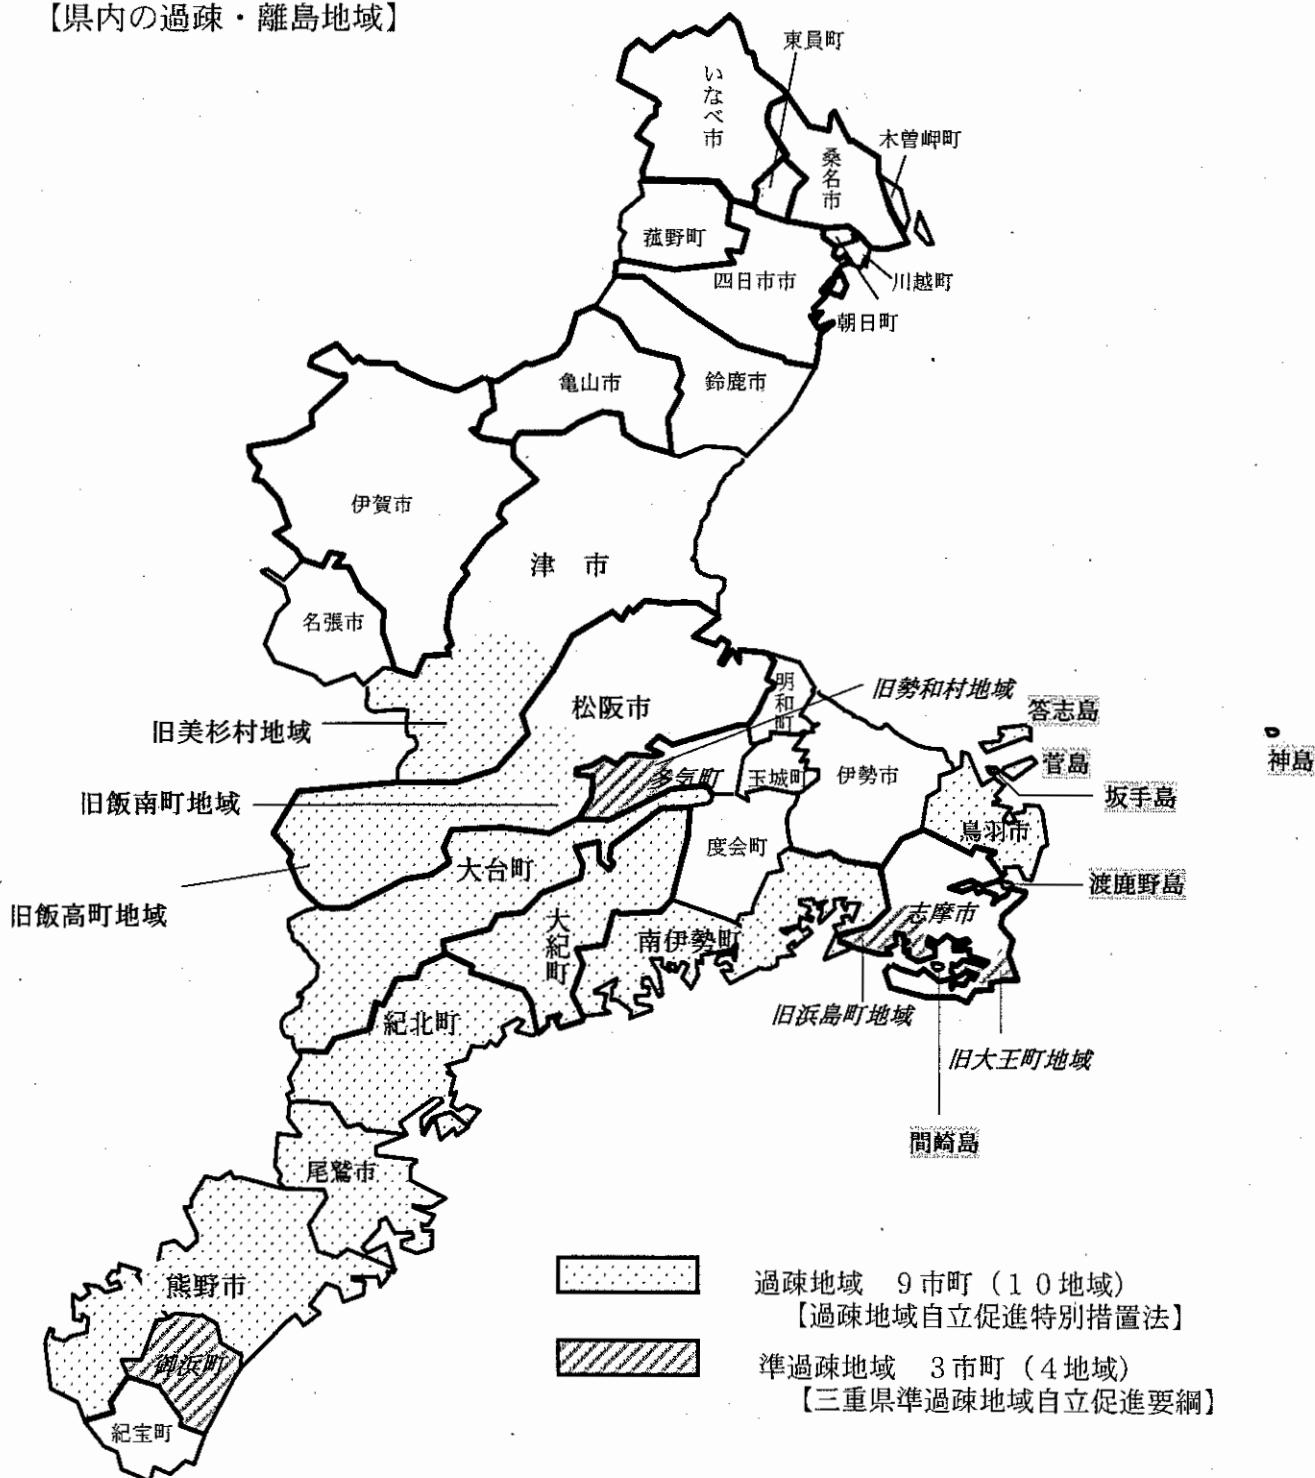 【県内の過疎・離島地域】
東員町
いなべ市
木曽岬町
桑名市
菰野町
四日市市
川越町
朝日町
亀山市
鈴鹿市
伊賀市
津 市
名張市
明和町
旧勢和村地域
松阪市
答志島
旧美杉村地域
神島
菅島
多気町
玉城町
伊勢市
坂手島
旧飯南町地域
鳥羽市
度会町
大台町
渡鹿野島
旧飯高町地域
志摩市
大紀町
南伊勢町
旧浜島町地域
紀北町
旧大王町地域
間崎島
尾鷲市
熊野市
過疎地域 9市町(10地域)
【過疎地域自立促進特別措置法】
御浜町
準過疎地域 3市町(4地域)
【三重県準過疎地域自立促進要綱】
紀宝町